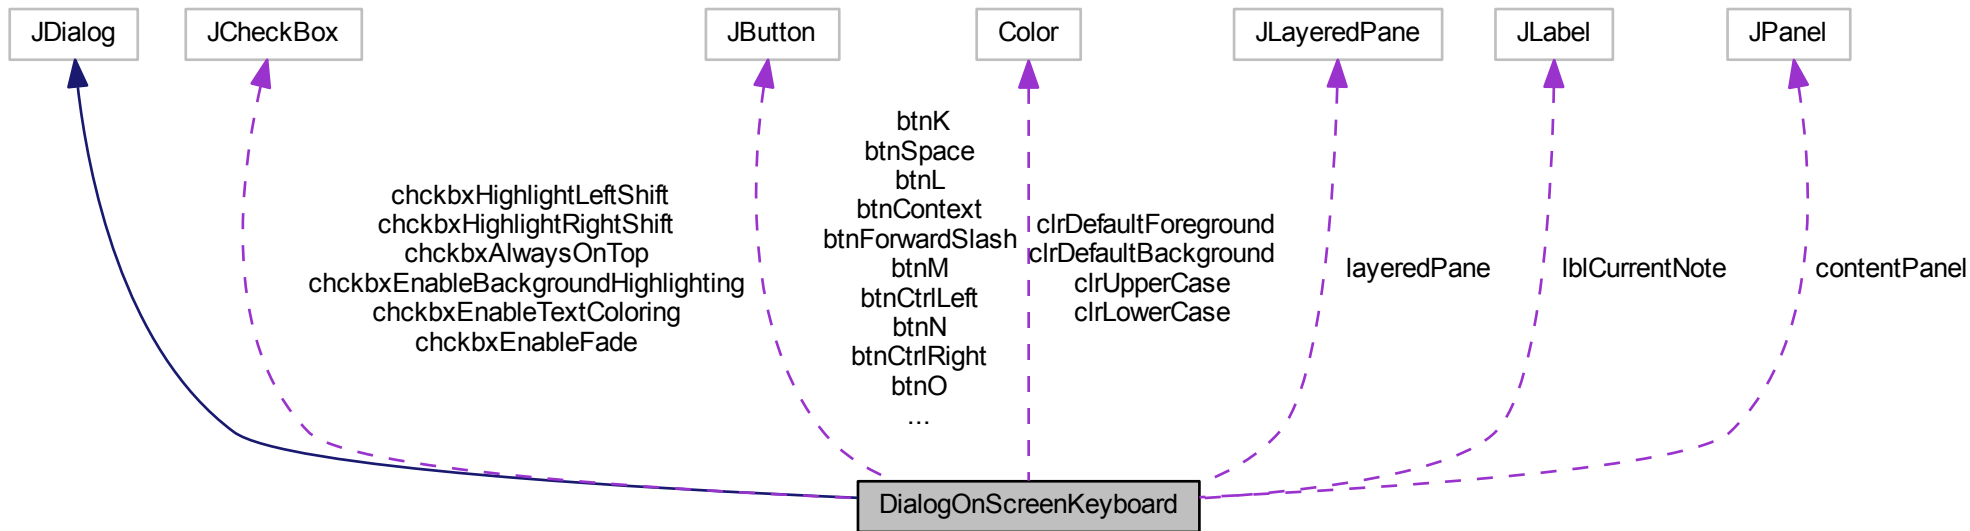 JDialog
JCheckBox
JButton
Color
JLayeredPane
JLabel
JPanel
chckbxHighlightLeftShift
chckbxHighlightRightShift
chckbxAlwaysOnTop
chckbxEnableBackgroundHighlighting
chckbxEnableTextColoring
chckbxEnableFade
btnK
btnSpace
btnL
btnContext
btnForwardSlash
btnM
btnCtrlLeft
btnN
btnCtrlRight
btnO
...
clrDefaultForeground
clrDefaultBackground
clrUpperCase
clrLowerCase
layeredPane
lblCurrentNote
contentPanel
DialogOnScreenKeyboard